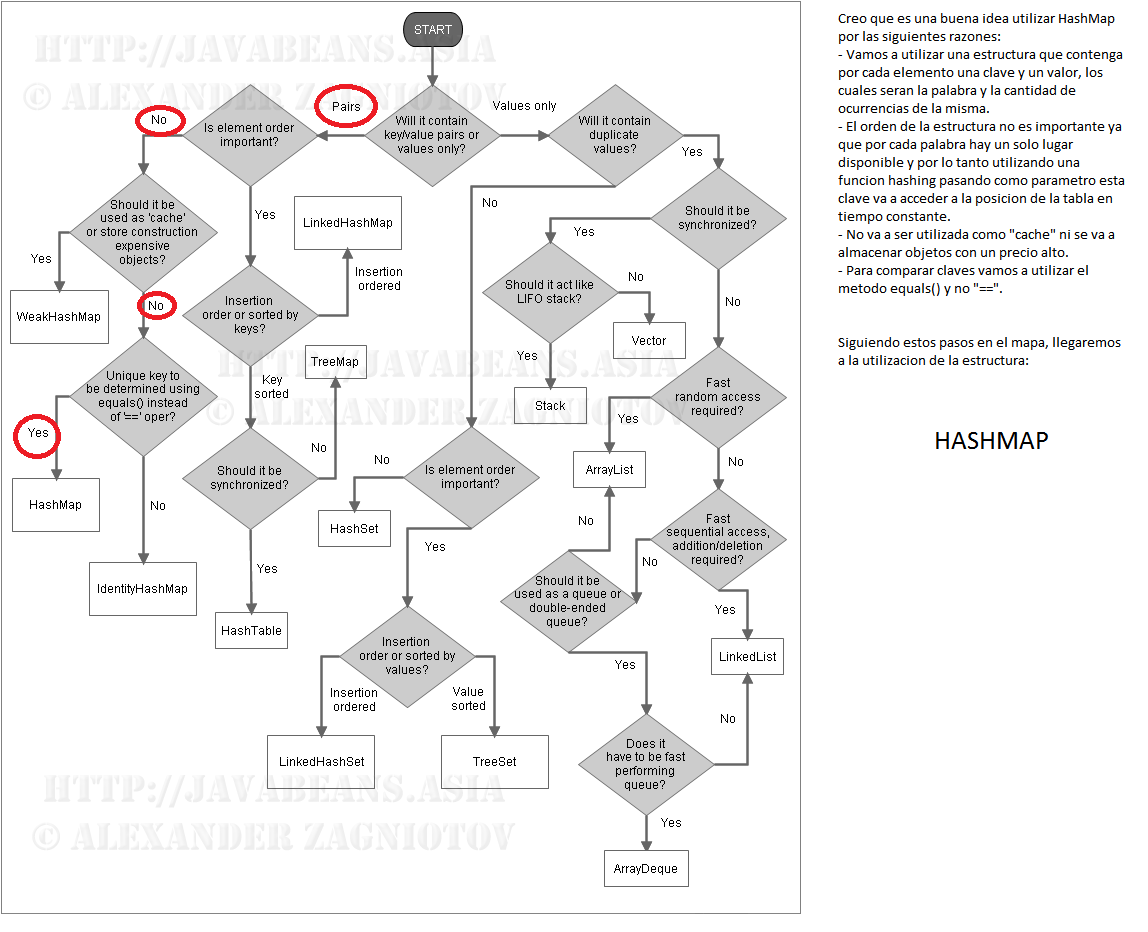 HTTP://JAVABEANS.ASIA
© ALEXANDER ZAGNIOTOV
START
Pairs
Values only
No
Is element order
important?
Will it contain
key/value pairs or
values only?
Will it contain
duplicate
values?
Yes
Should it be
used as 'cache'
or store construction
expensive
objects?
Yes
LinkedHashMap
No
Should it be
synchronized?
Yes
Yes
Insertion
ordered
Should it act like
LIFO stack?
No
WeakHashMap
No
Insertion
order or sorted by
keys?
No
Vector
HTTP://JAVABEANS.ASIA
© ALEXANDER ZAGNIOTOV
TreeMap
Yes
Unique key to
be determined using
equals() instead
of '==' oper?
Key
sorted
Stack
Fast
random access
required?
Yes
Yes
No
No
Should it be
synchronized?
No
Is element order
important?
ArrayList
No
HashMap
No
HashSet
No
Fast
sequential access,
addition/deletion
required?
Yes
No
IdentityHashMap
Yes
Should it be
used as a queue or
double-ended
queue?
Yes
HashTable
Insertion
order or sorted by
values?
LinkedList
Yes
Insertion
ordered
Value
sorted
No
LinkedHashSet
TreeSet
Does it
have to be fast
performing
queue?
HTTP://JAVABEANS.ASIA
© ALEXANDER ZAGNIOTOV
Yes
ArrayDeque
Creo que es una buena idea utilizar HashMap
por las siguientes razones:
- Vamos a utilizar una estructura que contenga
por cada elemento una clave y un valor, los
cuales seran la palabra y la cantidad de
ocurrencias de la misma.
- El orden de la estructura no es importante ya
que por cada palabra hay un solo lugar
disponible y por lo tanto utilizando una
funcion hashing pasando como parametro esta
clave va a acceder a la posicion de la tabla en
tiempo constante.
- No va a ser utilizada como "cache" ni se va a
almacenar objetos con un precio alto.
- Para comparar claves vamos a utilizar el
metodo equals() y no "==".
Siguiendo estos pasos en el mapa, llegaremos
a la utilizacion de la estructura:
HASHMAP